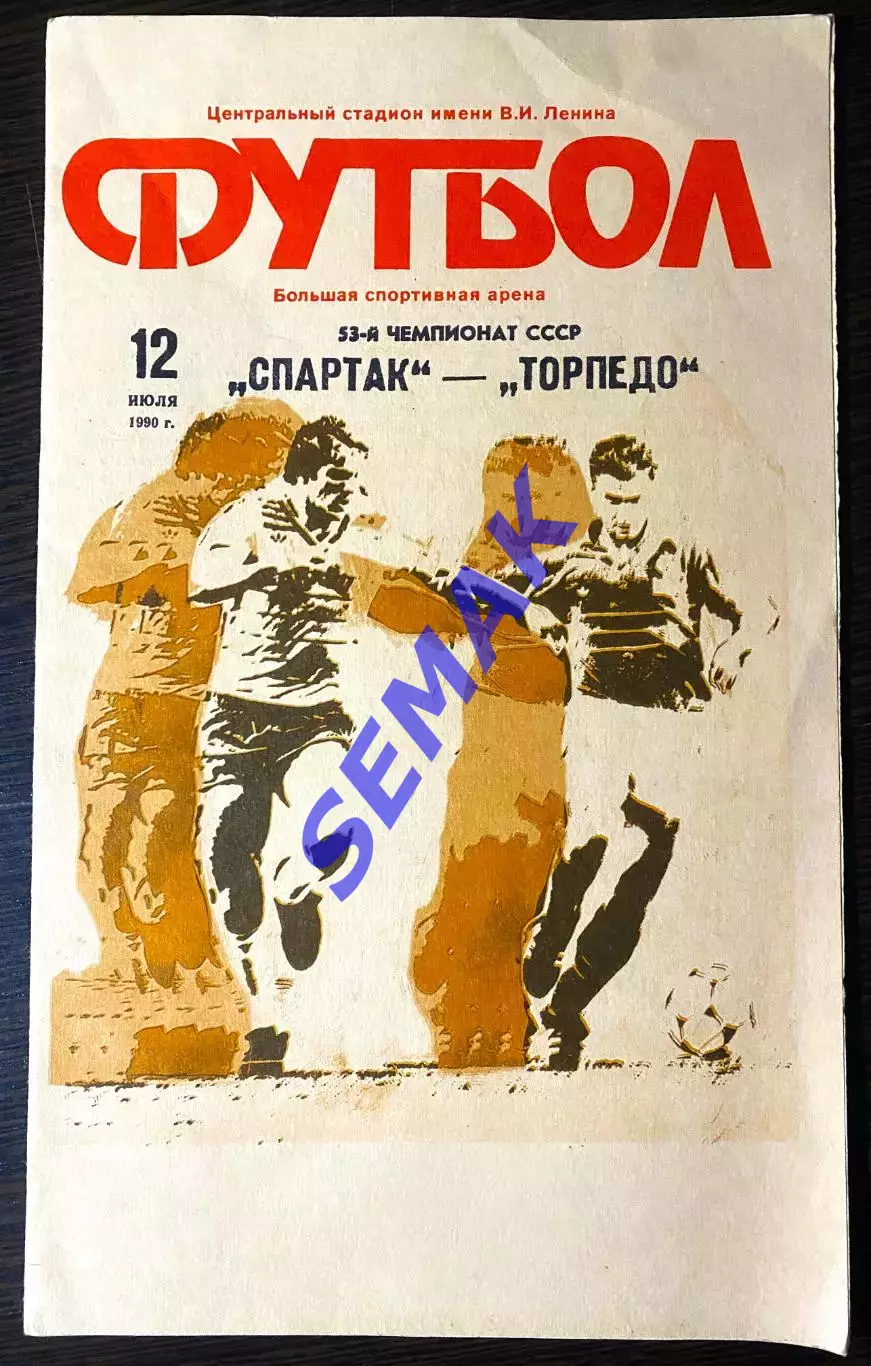 Центральный стадион имени В.И. Ленина
ФУТБОЛ
Большая спортивная арена
12
ИЮЛЯ
1990 г.
53-й ЧЕМПИОНАТ СССР
„СПАРТАК“ — „ТОРПЕДО“
SEMAK